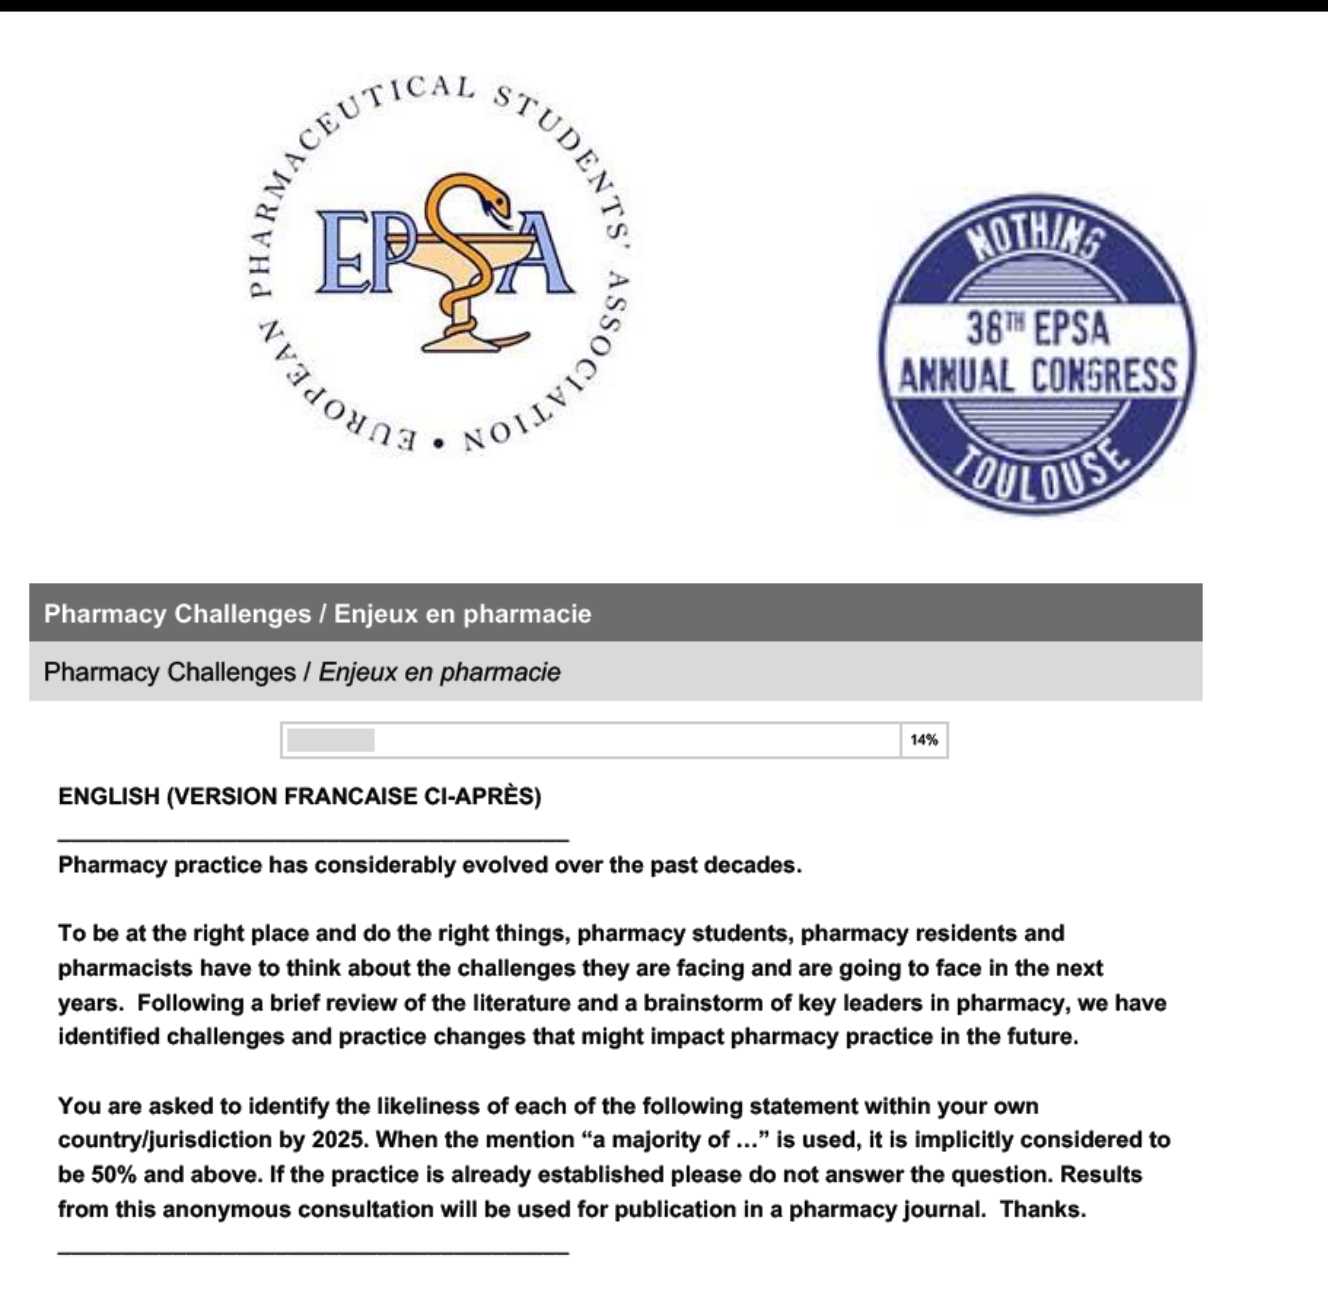 EUROPEAN PHARMACEUTICAL STUDENTS' ASSOCIATION •
EPSA
NOTHING
38TH EPSA
ANNUAL CONGRESS
TOULOUSE
Pharmacy Challenges / Enjeux en pharmacie
Pharmacy Challenges / Enjeux en pharmacie
14%
ENGLISH (VERSION FRANCAISE CI-APRÈS)
Pharmacy practice has considerably evolved over the past decades.
To be at the right place and do the right things, pharmacy students, pharmacy residents and
pharmacists have to think about the challenges they are facing and are going to face in the next
years.  Following a brief review of the literature and a brainstorm of key leaders in pharmacy, we have
identified challenges and practice changes that might impact pharmacy practice in the future.
You are asked to identify the likeliness of each of the following statement within your own
country/jurisdiction by 2025. When the mention “a majority of ...” is used, it is implicitly considered to
be 50% and above. If the practice is already established please do not answer the question. Results
from this anonymous consultation will be used for publication in a pharmacy journal.  Thanks.